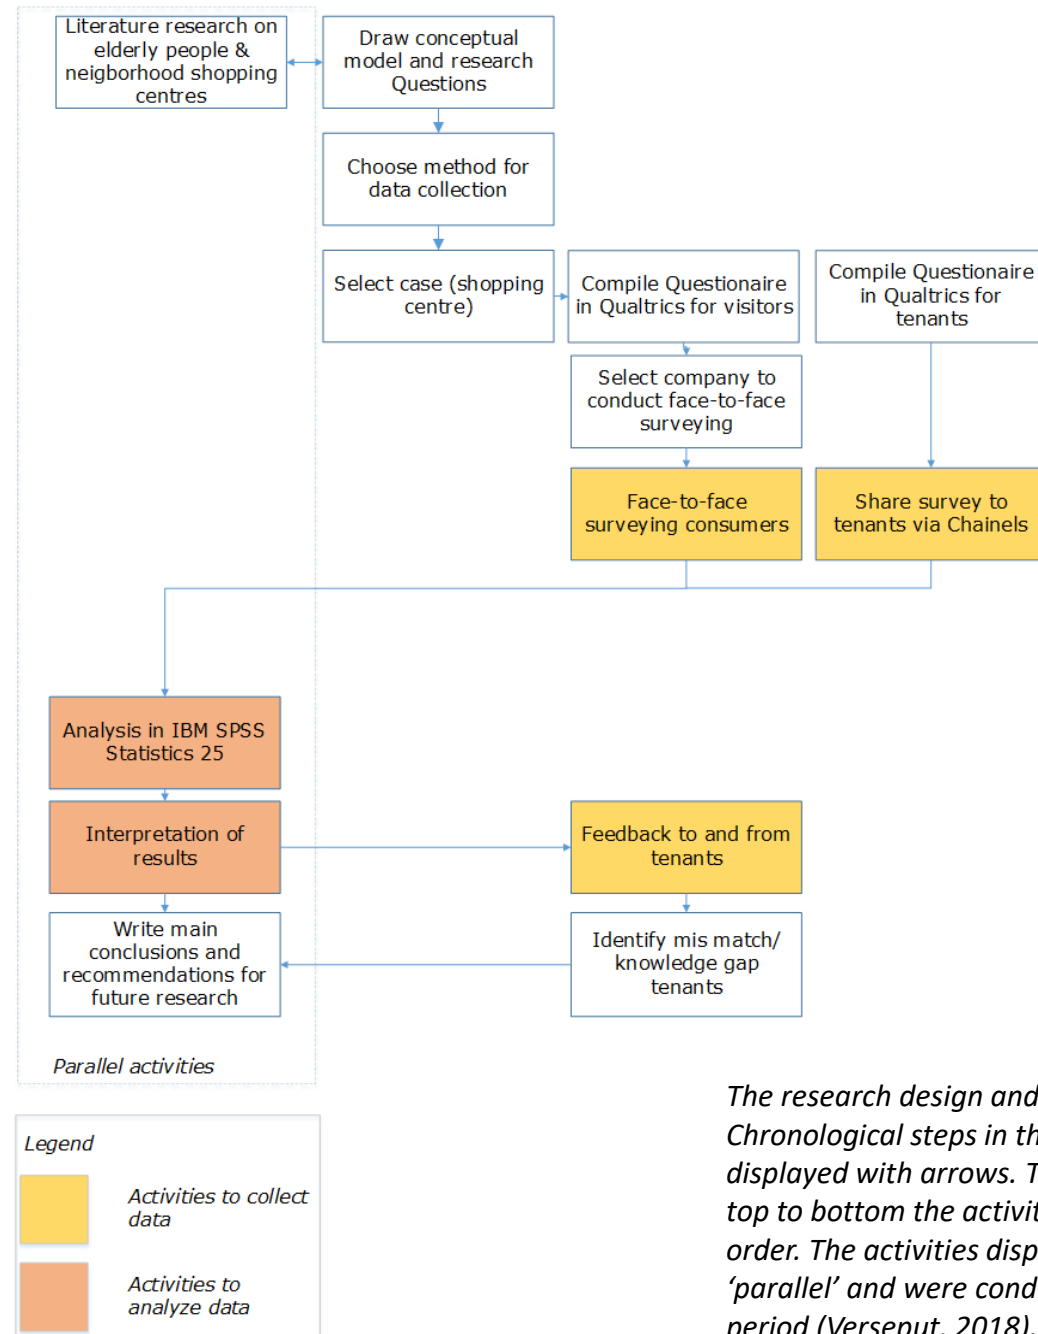 Literature research on
elderly people &
neigborhood shopping
centres
Draw conceptual
model and research
Questions
Choose method for
data collection
Select case (shopping
centre)
Compile Questionaire
in Qualtrics for visitors
Compile Questionaire
in Qualtrics for
tenants
Select company to
conduct face-to-face
surveying
Face-to-face
surveying consumers
Share survey to
tenants via Chainels
Analysis in IBM SPSS
Statistics 25
Interpretation of
results
Feedback to and from
tenants
Write main
conclusions and
recommendations for
future research
Identify mis match/
knowledge gap
tenants
Parallel activities
Legend
Activities to collect
data
Activities to
analyze data
The research design and
Chronological steps in th
displayed with arrows. T
top to bottom the activit
order. The activities disp
‘parallel’ and were cond
period (Verseput, 2018).